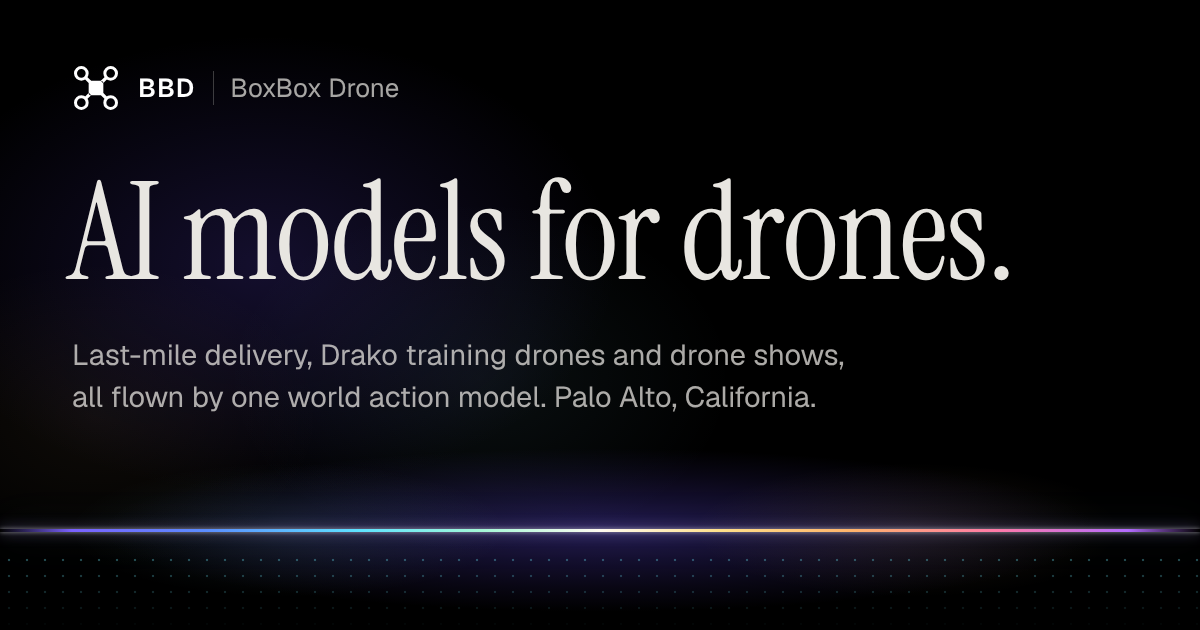 BBD | BoxBox Drone
AI models for drones.
Last-mile delivery, Drako training drones and drone shows,
all flown by one world action model. Palo Alto, California.